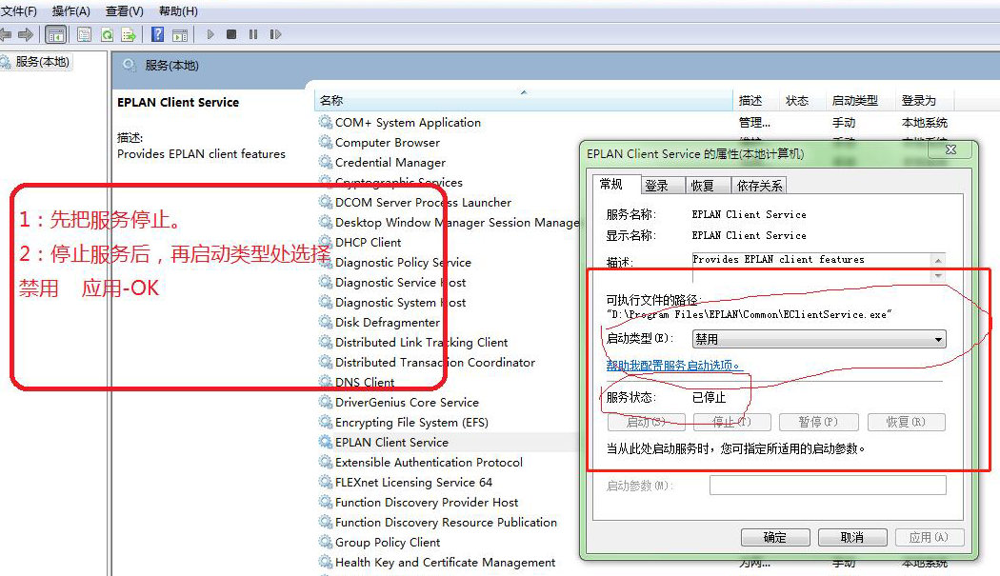 文件(F) 操作(A) 查看(V) 帮助(H)
服务(本地)
服务(本地)
EPLAN Client Service
描述:
Provides EPLAN client features
1：先把服务停止。
2：停止服务后，再启动类型处选择
禁用 应用-OK
名称 描述 状态 启动类型 登录为
COM+ System Application 管理... 手动 本地系统
Computer Browser
Credential Manager
Cryptographic Services
DCOM Server Process Launcher
Desktop Window Manager Session Manage
DHCP Client
Diagnostic Policy Service
Diagnostic Service Host
Diagnostic System Host
Disk Defragmenter
Distributed Link Tracking Client
Distributed Transaction Coordinator
DNS Client
DriverGenius Core Service
Encrypting File System (EFS)
EPLAN Client Service
Extensible Authentication Protocol
FLEXnet Licensing Service 64
Function Discovery Provider Host
Function Discovery Resource Publication
Group Policy Client
Health Key and Certificate Management 为网... 手动 本地系统
EPLAN Client Service 的属性(本地计算机)
常规 登录 恢复 依存关系
服务名称: EPLAN Client Service
显示名称: EPLAN Client Service
描述: Provides EPLAN client features
可执行文件的路径:
"D:\Program Files\EPLAN\Common\EClientService.exe"
启动类型(E): 禁用
帮助我配置服务启动选项。
服务状态: 已停止
启动(S) 停止(T) 暂停(P) 恢复(R)
当从此处启动服务时，您可指定所适用的启动参数。
启动参数(M):
确定 取消 应用(A)